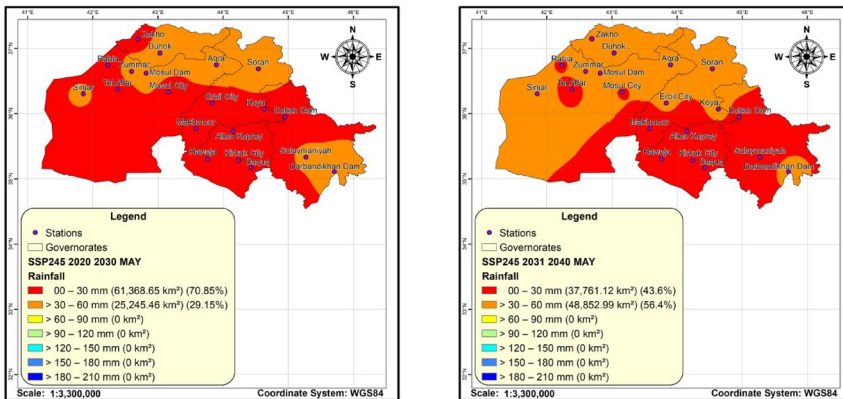 41°E 42°E 43°E 44°E 45°E 46°E
37°N
36°N
35°N
34°N
33°N
32°N
N
W E
S
Zakho
Duhok
Rabia
Zummar
Aqra
Soran
Mosul Dam
Tel Afar
Sinjar
Mosul City
Erbil City
Koya
Dukan Dam
Makhmour
Altun Kupney
Hawija
Kirkuk City
Daquq
Sulaymaniyah
Darbandikhan Dam
Legend
Stations
Governorates
SSP245 2020 2030 MAY
Rainfall
00 – 30 mm (61,368.65 km²) (70.85%)
> 30 – 60 mm (25,245.46 km²) (29.15%)
> 60 – 90 mm (0 km²)
> 90 – 120 mm (0 km²)
> 120 – 150 mm (0 km²)
> 150 – 180 mm (0 km²)
> 180 – 210 mm (0 km²)
Scale: 1:3,300,000 Coordinate System: WGS84
41°E 42°E 43°E 44°E 45°E 46°E
37°N
36°N
35°N
34°N
33°N
32°N
N
W E
S
Zakho
Duhok
Rabia
Zummar
Aqra
Soran
Mosul Dam
Tel Afar
Sinjar
Mosul City
Erbil City
Koya
Dukan Dam
Makhmour
Altun Kupney
Hawija
Kirkuk City
Daquq
Sulaymaniyah
Darbandikhan Dam
Legend
Stations
Governorates
SSP245 2031 2040 MAY
Rainfall
00 – 30 mm (37,761.12 km²) (43.6%)
> 30 – 60 mm (48,852.99 km²) (56.4%)
> 60 – 90 mm (0 km²)
> 90 – 120 mm (0 km²)
> 120 – 150 mm (0 km²)
> 150 – 180 mm (0 km²)
> 180 – 210 mm (0 km²)
Scale: 1:3,300,000 Coordinate System: WGS84